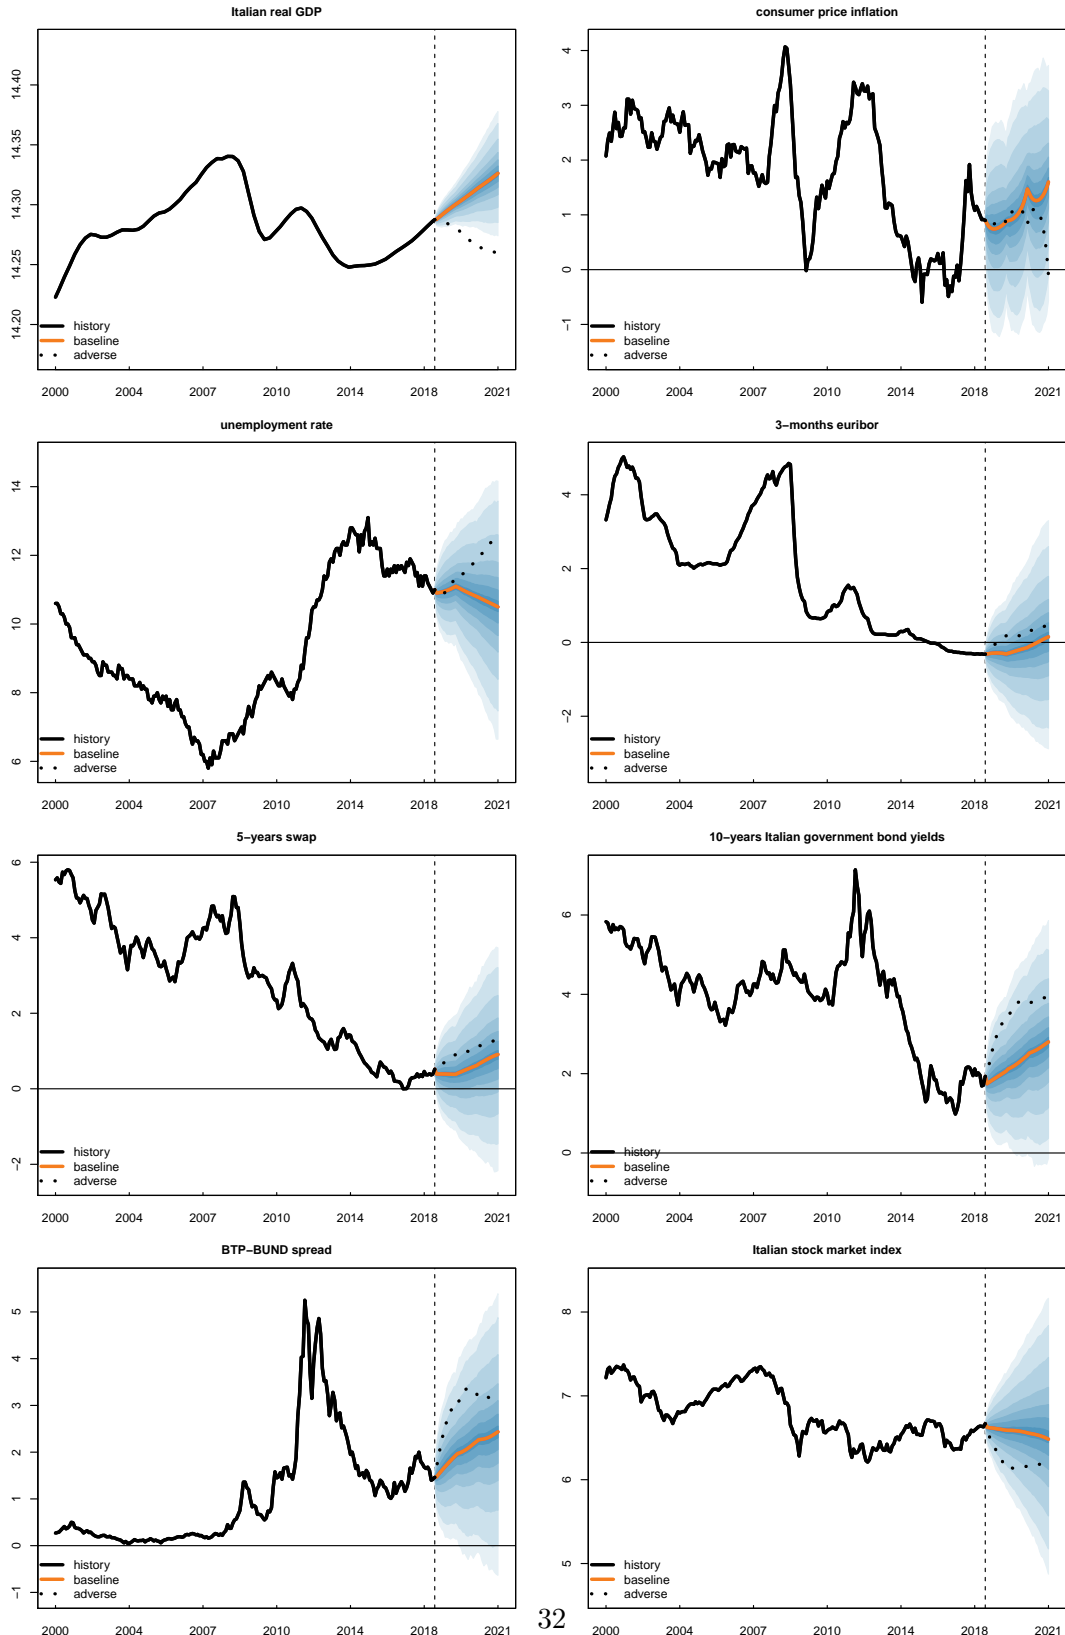 Italian real GDP
14.40
14.35
14.30
14.25
14.20
history
baseline
adverse
2000 2004 2007 2010 2014 2018 2021
consumer price inflation
4
3
2
1
0
−1
history
baseline
adverse
2000 2004 2007 2010 2014 2018 2021
unemployment rate
14
12
10
8
6
history
baseline
adverse
2000 2004 2007 2010 2014 2018 2021
3−months euribor
4
2
0
−2
history
baseline
adverse
2000 2004 2007 2010 2014 2018 2021
5−years swap
6
4
2
0
−2
history
baseline
adverse
2000 2004 2007 2010 2014 2018 2021
10−years Italian government bond yields
6
4
2
0
history
baseline
adverse
2000 2004 2007 2010 2014 2018 2021
BTP−BUND spread
5
4
3
2
1
0
−1
history
baseline
adverse
2000 2004 2007 2010 2014 2018 2021
Italian stock market index
8
7
6
5
history
baseline
adverse
2000 2004 2007 2010 2014 2018 2021
32